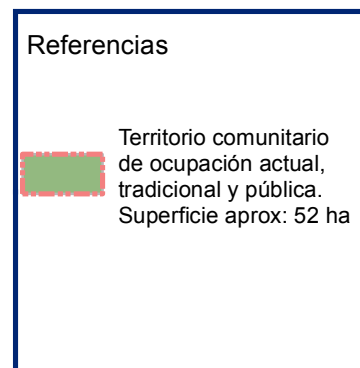 Referencias
Territorio comunitario
de ocupación actual,
tradicional y pública.
Superficie aprox: 52 ha